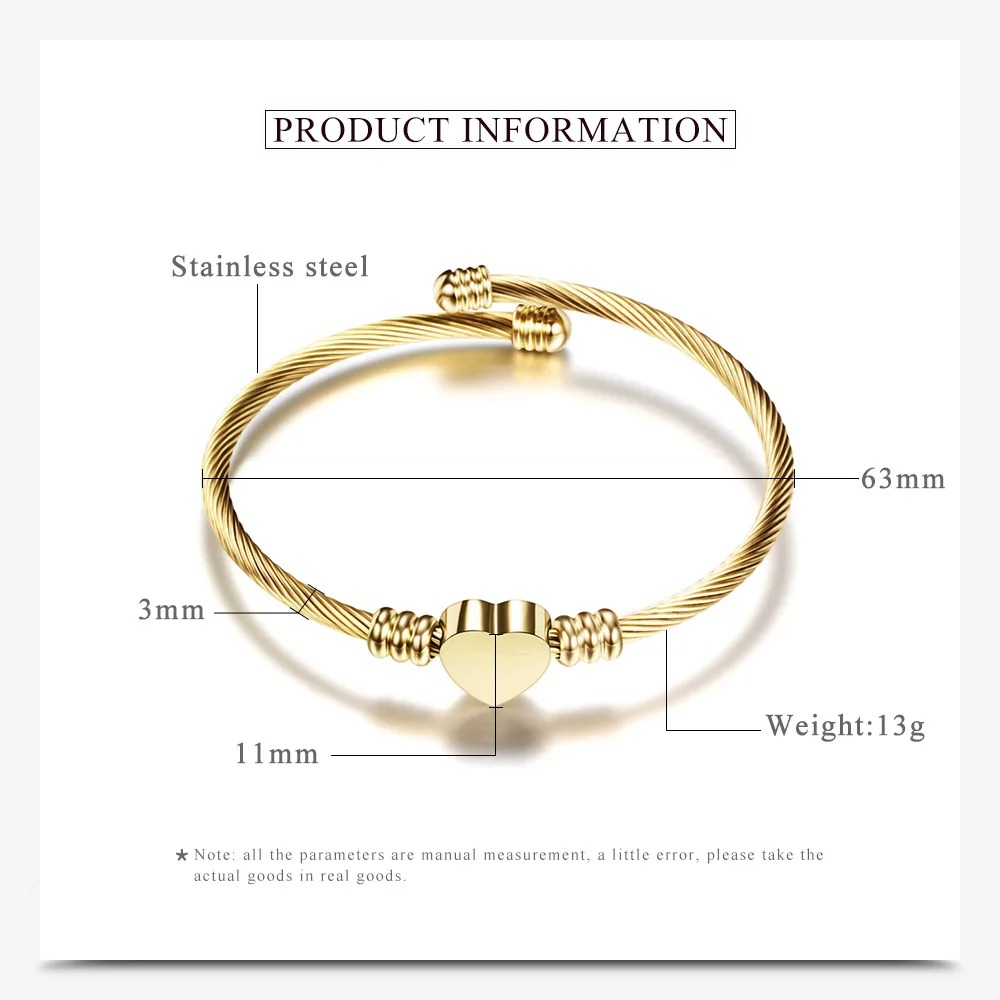 PRODUCT INFORMATION
Stainless steel
63mm
3mm
Weight:13g
11mm
★ Note: all the parameters are manual measurement, a little error, please take the
actual goods in real goods.